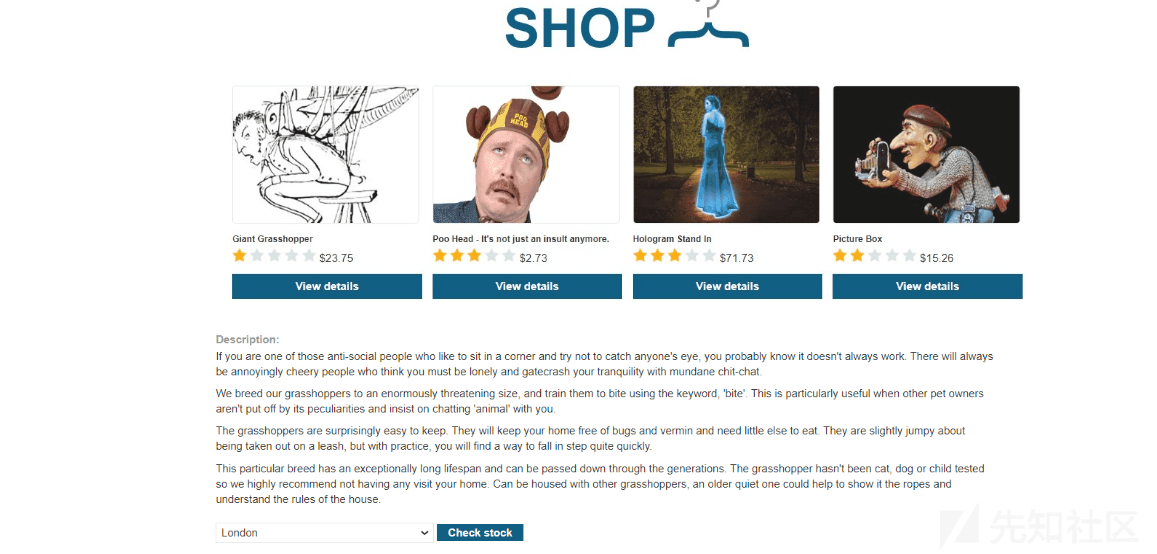 SHOP
POO
HEAD
Giant Grasshopper
$23.75
View details
Poo Head - It's not just an insult anymore.
$2.73
View details
Hologram Stand In
$71.73
View details
Picture Box
$15.26
View details
Description:
If you are one of those anti-social people who like to sit in a corner and try not to catch anyone's eye, you probably know it doesn't always work. There will always
be annoyingly cheery people who think you must be lonely and gatecrash your tranquility with mundane chit-chat.
We breed our grasshoppers to an enormously threatening size, and train them to bite using the keyword, 'bite'. This is particularly useful when other pet owners
aren't put off by its peculiarities and insist on chatting 'animal' with you.
The grasshoppers are surprisingly easy to keep. They will keep your home free of bugs and vermin and need little else to eat. They are slightly jumpy about
being taken out on a leash, but with practice, you will find a way to fall in step quite quickly.
This particular breed has an exceptionally long lifespan and can be passed down through the generations. The grasshopper hasn't been cat, dog or child tested
so we highly recommend not having any visit your home. Can be housed with other grasshoppers, an older quiet one could help to show it the ropes and
understand the rules of the house.
London
Check stock
先知社区